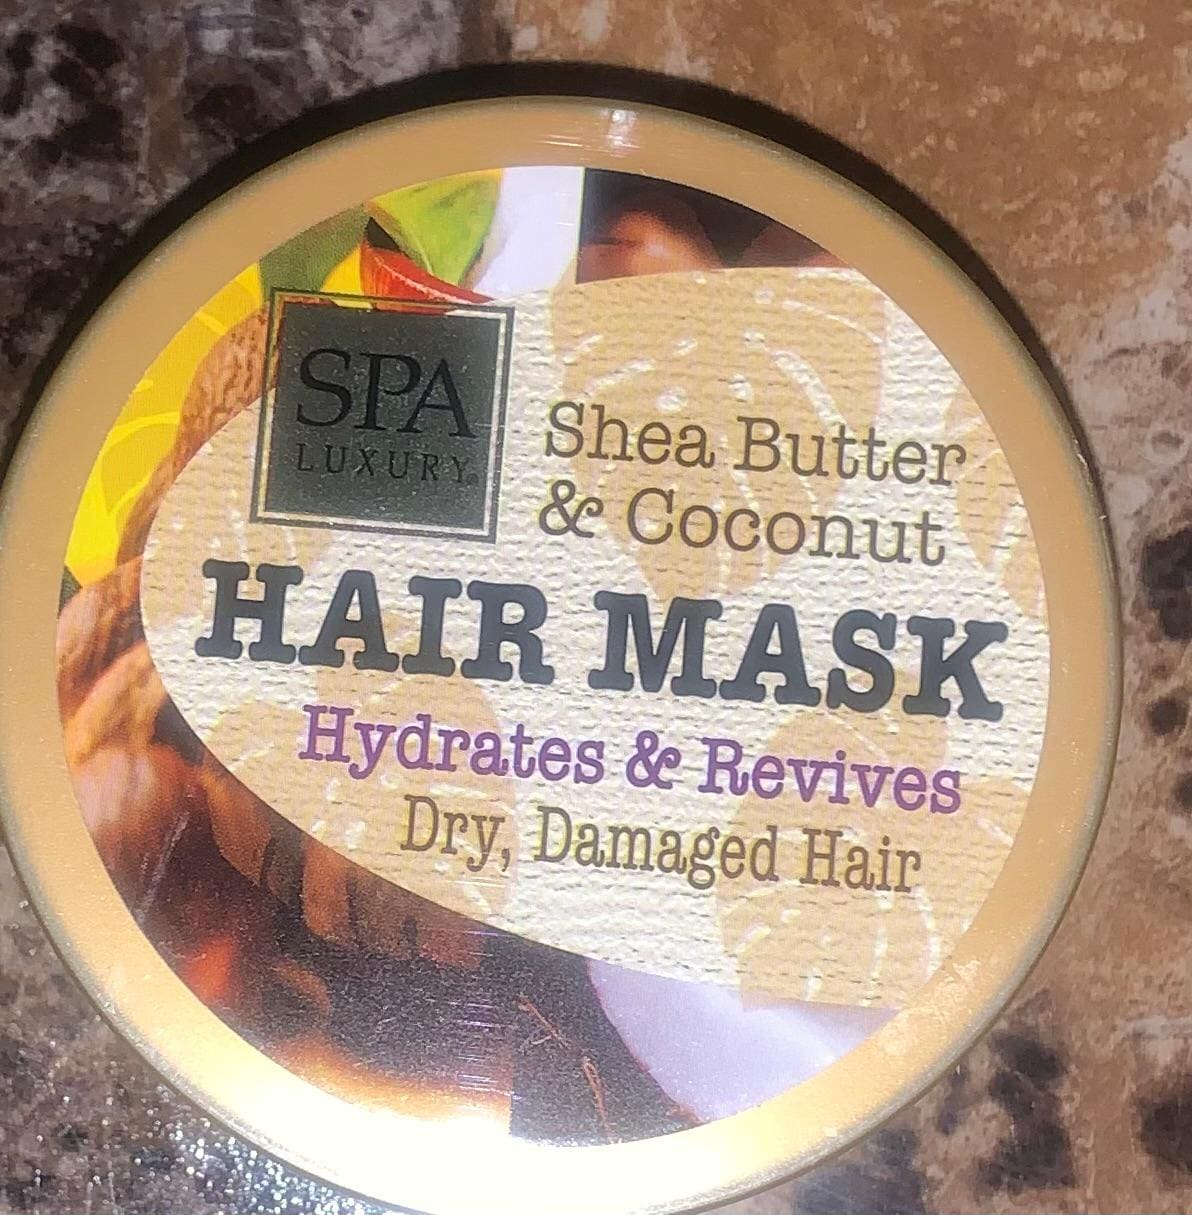 SPA
LUXURY
Shea Butter
& Coconut
HAIR MASK
Hydrates & Revives
Dry, Damaged Hair